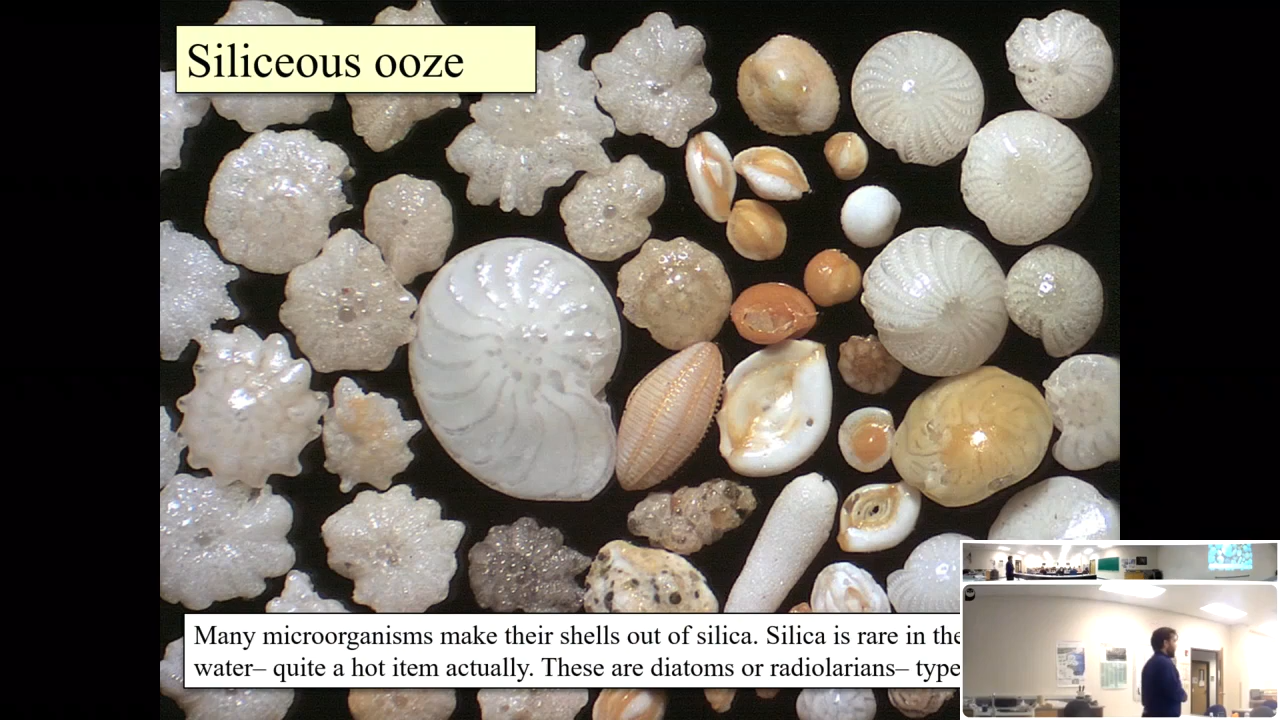 Siliceous ooze
Many microorganisms make their shells out of silica. Silica is rare in the
water– quite a hot item actually. These are diatoms or radiolarians– type